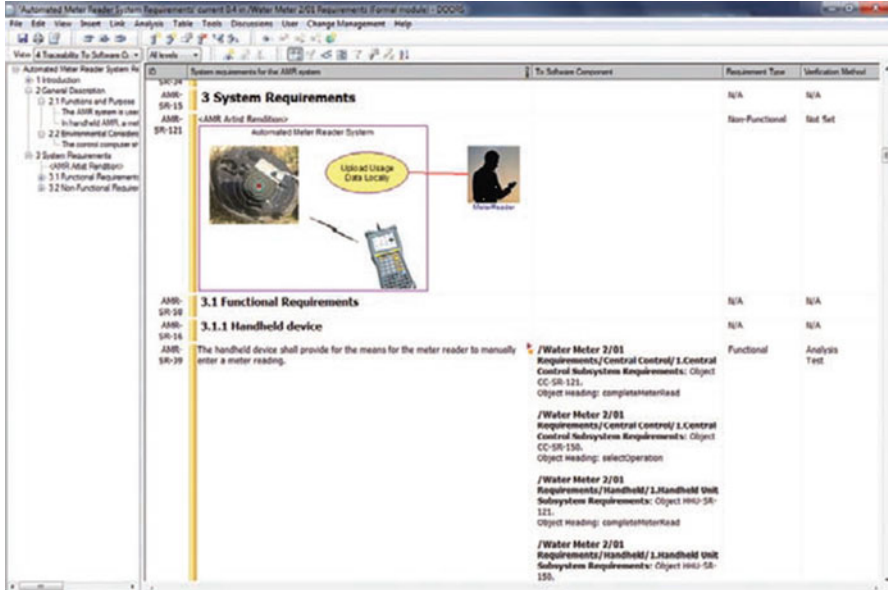 'Automated Meter Reader System Requirements' current 0.4 in /Water Meter 2/01 Requirements (Formal module) - DOORS
File Edit View Insert Link Analysis Table Tools Discussions User Change Management Help
View 4 Traceability To Software C All levels
Automated Meter Reader System Re
1 Introduction
2 General Description
2.1 Functions and Purpose
The AMR system is used
In handheld AMR, a met
2.2 Environmental Consider
The control computer sh
3 System Requirements
<AMR Artist Rendition>
3.1 Functional Requirements
3.2 Non-Functional Require
ID System requirements for the AMR system To Software Component Requirement Type Verification Method
SR-34
AMR-SR-15 3 System Requirements N/A N/A
AMR-SR-121 <AMR Artist Rendition> Non-Functional Not Set
Automated Meter Reader System
Upload Usage
Data Locally
MeterReader
AMR-SR-58 3.1 Functional Requirements N/A N/A
AMR-SR-16 3.1.1 Handheld device N/A N/A
AMR-SR-39 The handheld device shall provide for the means for the meter reader to manually
enter a meter reading.
/Water Meter 2/01
Requirements/Central Control/1.Central
Control Subsystem Requirements: Object
CC-SR-121.
Object Heading: completeMeterRead
/Water Meter 2/01
Requirements/Central Control/1.Central
Control Subsystem Requirements: Object
CC-SR-150.
Object Heading: selectOperation
/Water Meter 2/01
Requirements/Handheld/1.Handheld Unit
Subsystem Requirements: Object HHU-SR-
121.
Object Heading: completeMeterRead
/Water Meter 2/01
Requirements/Handheld/1.Handheld Unit
Subsystem Requirements: Object HHU-SR-
150.
Functional
Analysis
Test